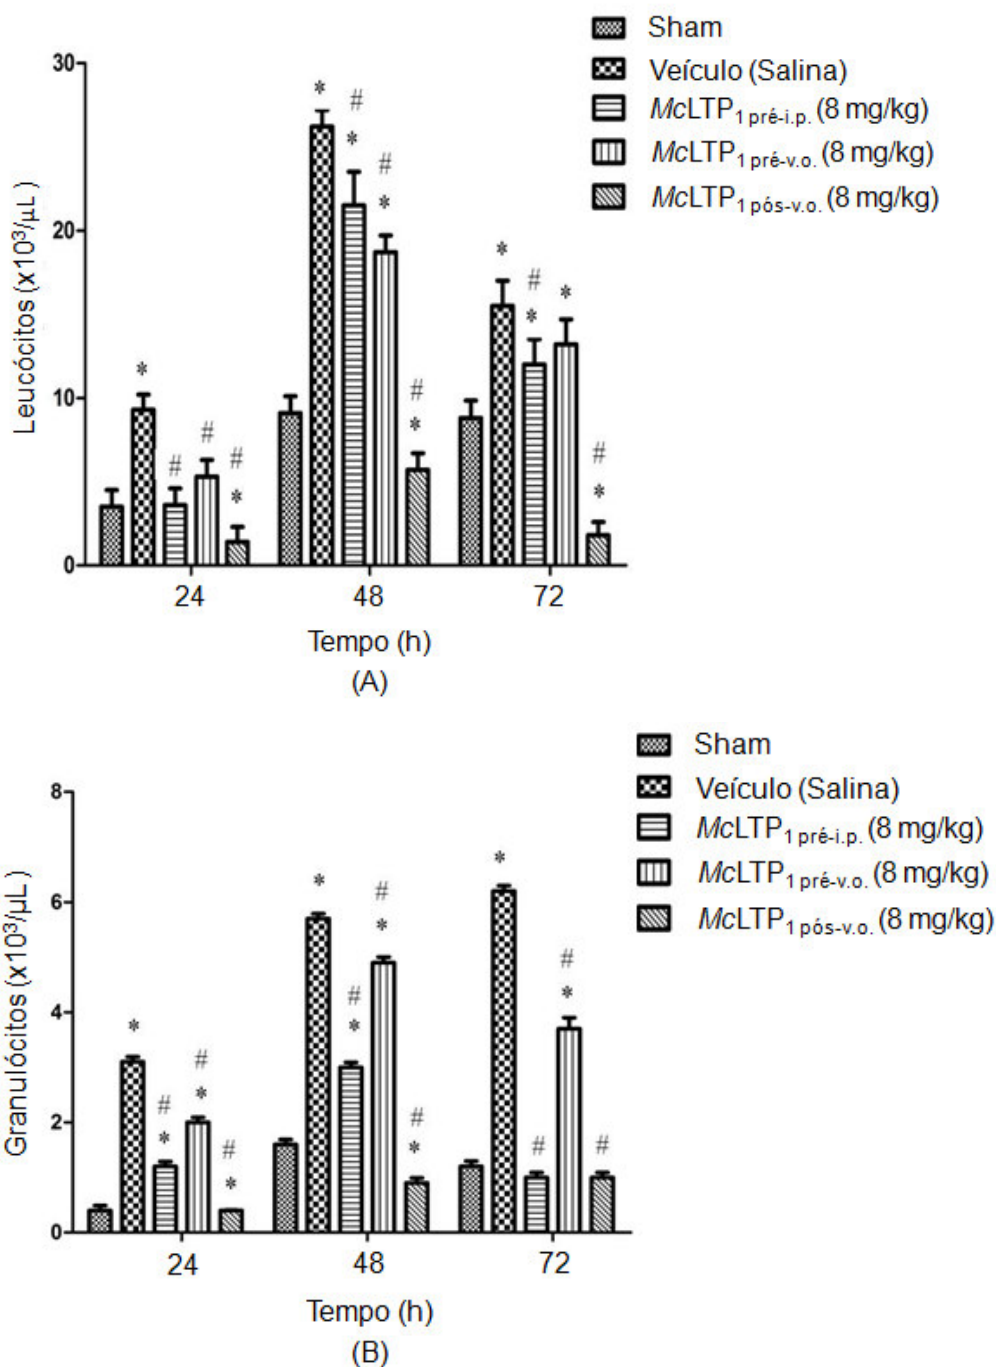 Sham
Veículo (Salina)
McLTP1 pré-i.p. (8 mg/kg)
McLTP1 pré-v.o. (8 mg/kg)
McLTP1 pós-v.o. (8 mg/kg)
Leucócitos (x10³/µL)
30
20
10
0
* # * # * * # * * # # # * # * # *
24 48 72
Tempo (h)
(A)
Sham
Veículo (Salina)
McLTP1 pré-i.p. (8 mg/kg)
McLTP1 pré-v.o. (8 mg/kg)
McLTP1 pós-v.o. (8 mg/kg)
Granulócitos (x10³/µL)
8
6
4
2
0
* # * # * # * * # * # * # * * # # * #
24 48 72
Tempo (h)
(B)